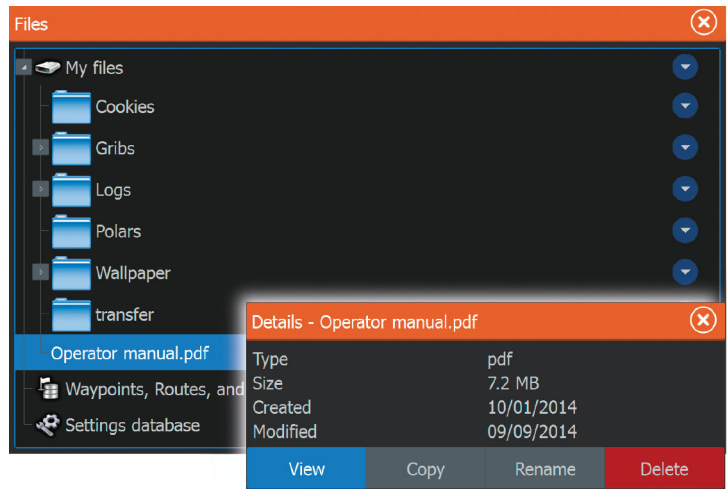 Files
My files
Cookies
Gribs
Logs
Polars
Wallpaper
transfer
Operator manual.pdf
Waypoints, Routes, and
Settings database
Details - Operator manual.pdf
Type pdf
Size 7.2 MB
Created 10/01/2014
Modified 09/09/2014
View Copy Rename Delete